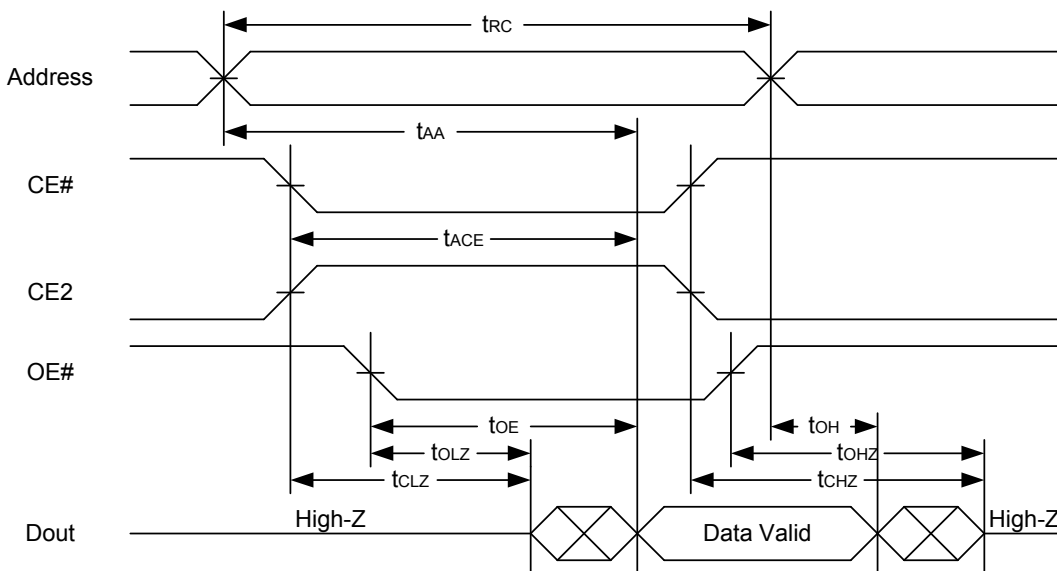 tRC
Address
tAA
CE#
tACE
CE2
OE#
tOE
tOH
tOLZ
tOHZ
tCLZ
tCHZ
High-Z
Data Valid
High-Z
Dout